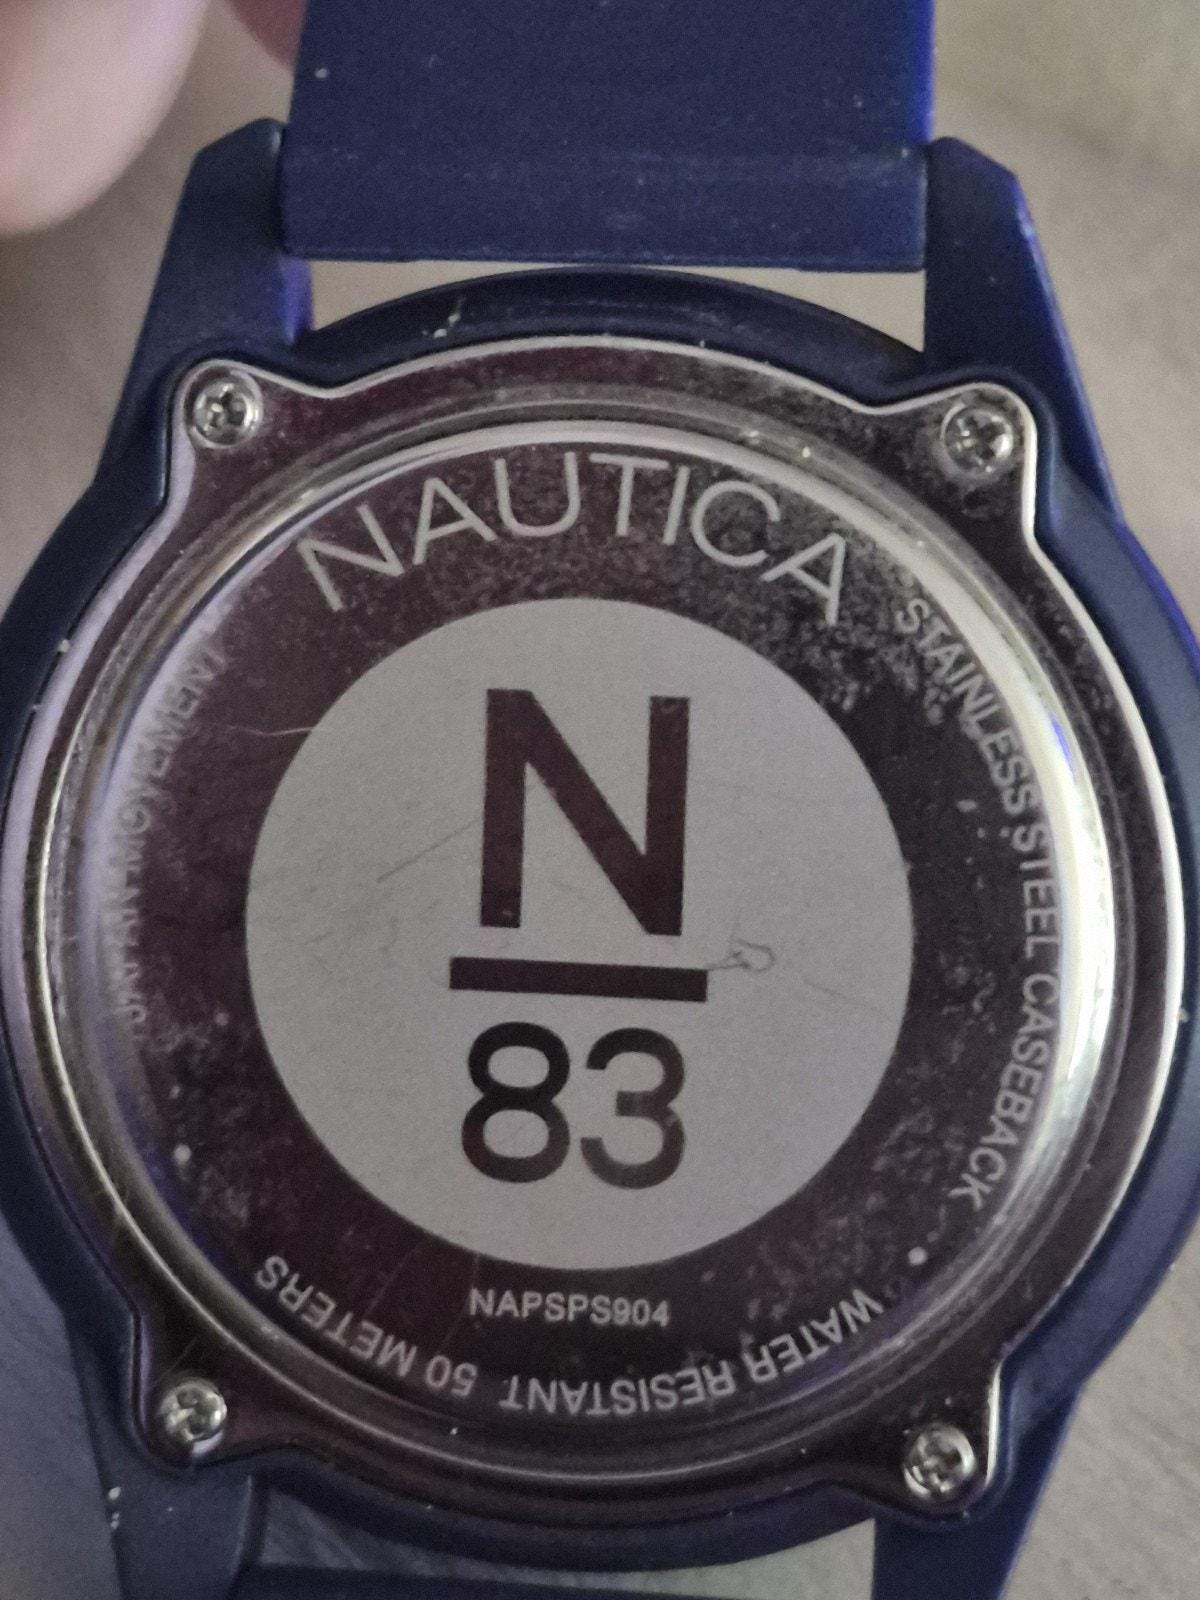 NAUTICA
STAINLESS STEEL CASEBACK
WATER RESISTANT 50 METERS
JAPAN MOVEMENT
N
83
NAPSPS904